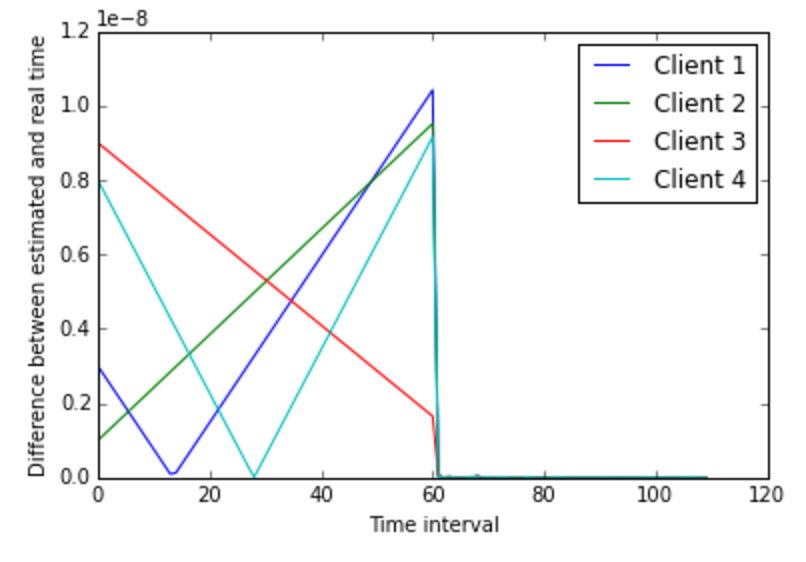 1e−8
Difference between estimated and real time
1.2
1.0
0.8
0.6
0.4
0.2
0.0
Client 1
Client 2
Client 3
Client 4
0 20 40 60 80 100 120
Time interval